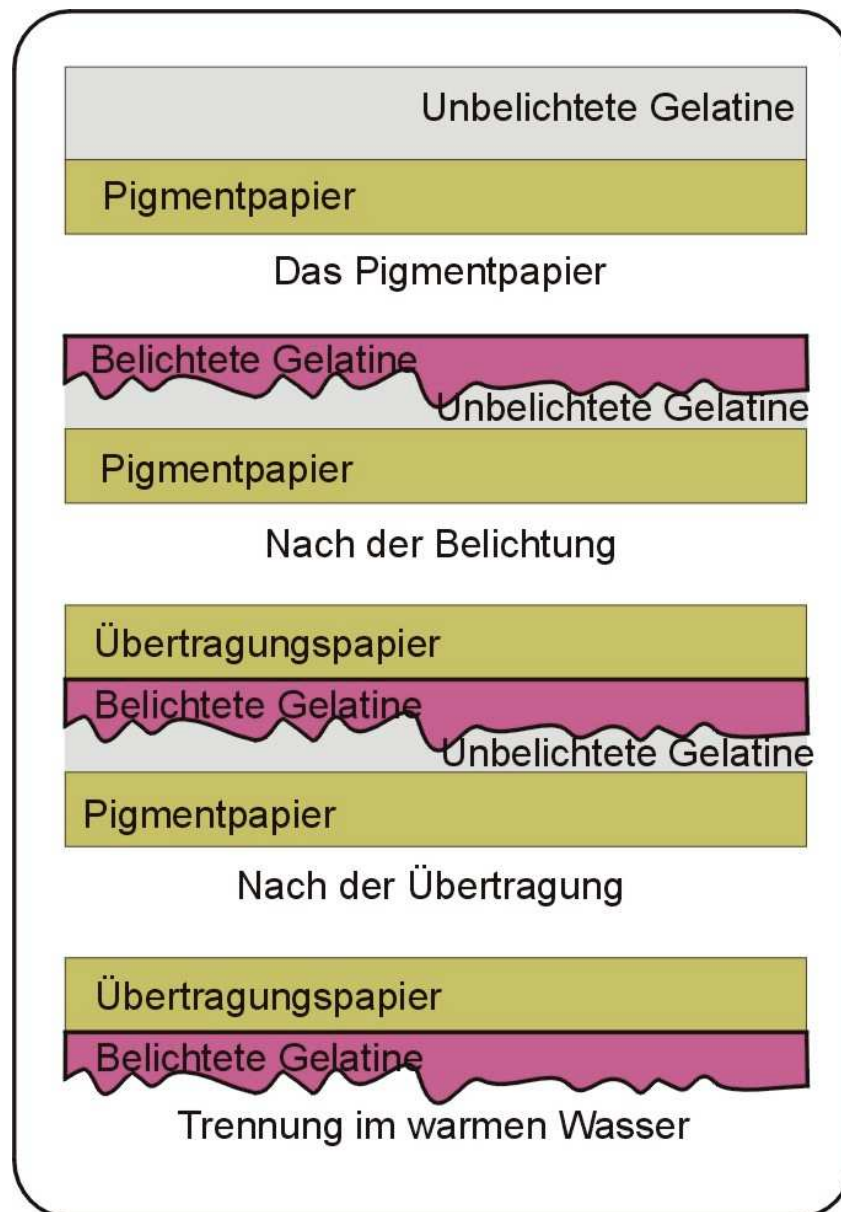 Unbelichtete Gelatine
Pigmentpapier
Das Pigmentpapier
Belichtete Gelatine
Unbelichtete Gelatine
Pigmentpapier
Nach der Belichtung
Übertragungspapier
Belichtete Gelatine
Unbelichtete Gelatine
Pigmentpapier
Nach der Übertragung
Übertragungspapier
Belichtete Gelatine
Trennung im warmen Wasser